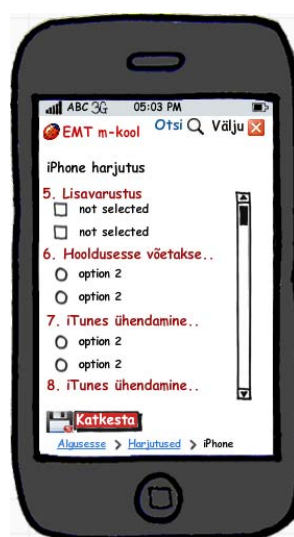 ABC 3G 05:03 PM
EMT m-kool Otsi Välju
iPhone harjutus
5. Lisavarustus
not selected
not selected
6. Hooldusesse võetakse..
option 2
option 2
7. iTunes ühendamine..
option 2
option 2
8. iTunes ühendamine..
Katkesta
Algusesse > Harjutused > iPhone